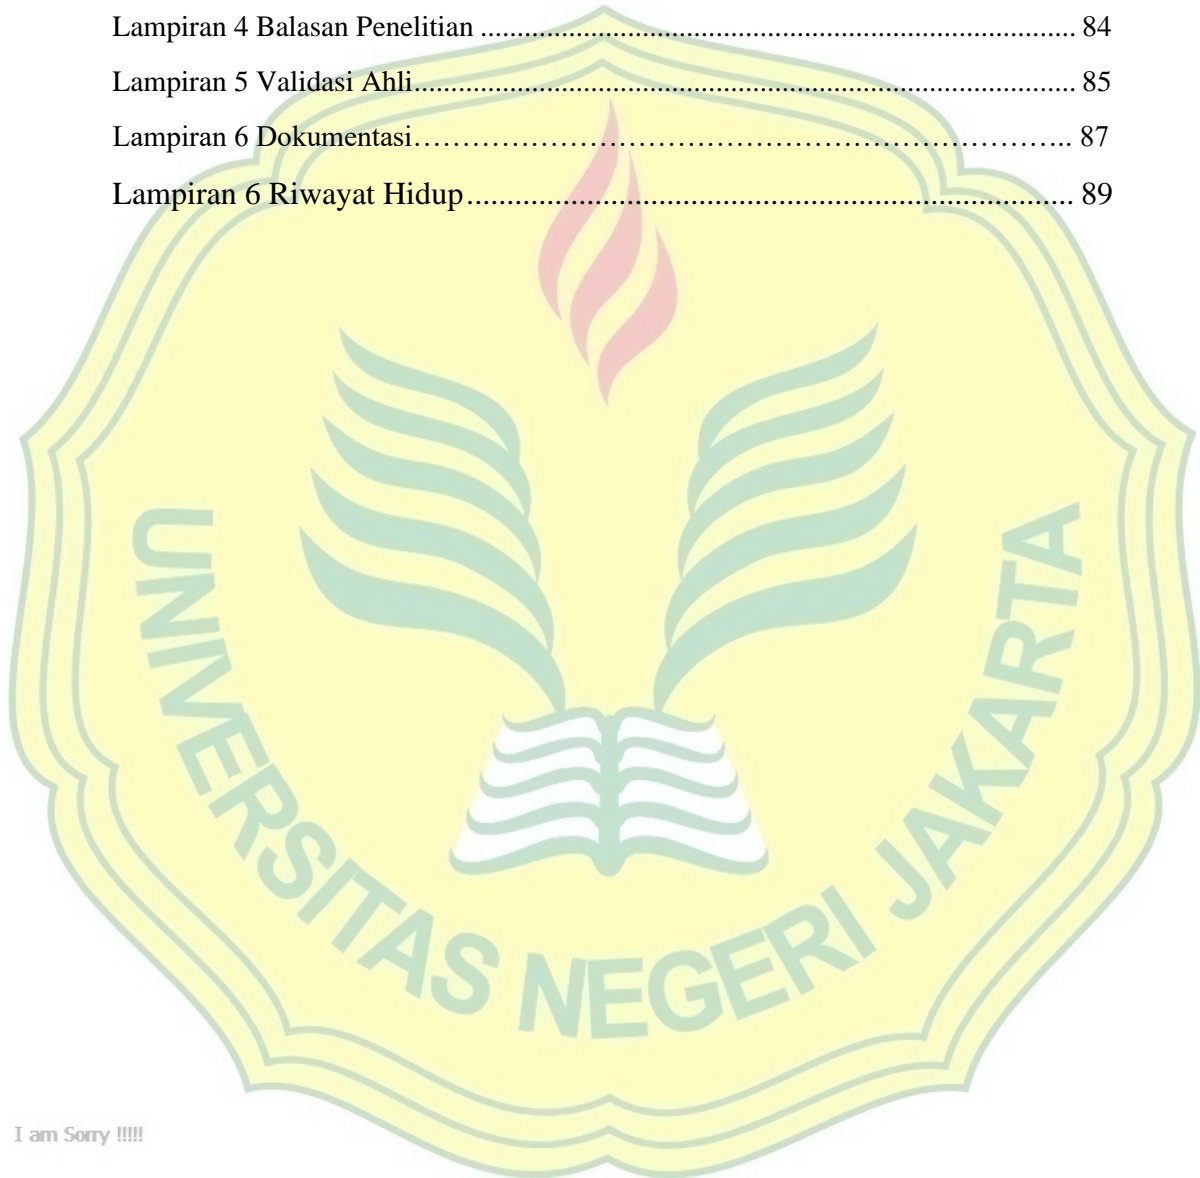 Lampiran 4 Balasan Penelitian ..................................................................... 84
Lampiran 5 Validasi Ahli............................................................................. 85
Lampiran 6 Dokumentasi……………………………………………………….. 87
Lampiran 6 Riwayat Hidup.......................................................................... 89
UNIVERSITAS NEGERI JAKARTA
I am Sorry !!!!!